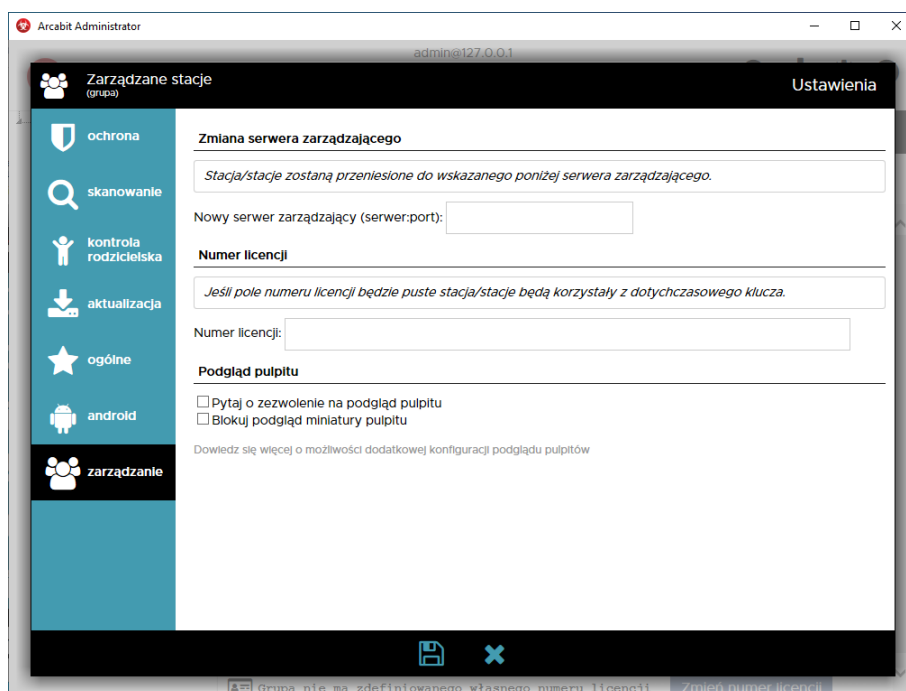 Arcabit Administrator
admin@127.0.0.1
Zarządzane stacje
(grupa)
Ustawienia
ochrona
skanowanie
kontrola
rodzicielska
aktualizacja
ogólne
android
zarządzanie
Zmiana serwera zarządzającego
Stacja/stacje zostaną przeniesione do wskazanego poniżej serwera zarządzającego.
Nowy serwer zarządzający (serwer:port):
Numer licencji
Jeśli pole numeru licencji będzie puste stacja/stacje będą korzystały z dotychczasowego klucza.
Numer licencji:
Podgląd pulpitu
Pytaj o zezwolenie na podgląd pulpitu
Blokuj podgląd miniatury pulpitu
Dowiedz się więcej o możliwości dodatkowej konfiguracji podglądu pulpitów
Grupa nie ma zdefiniowanego własnego numeru licencji Zmień numer licencji